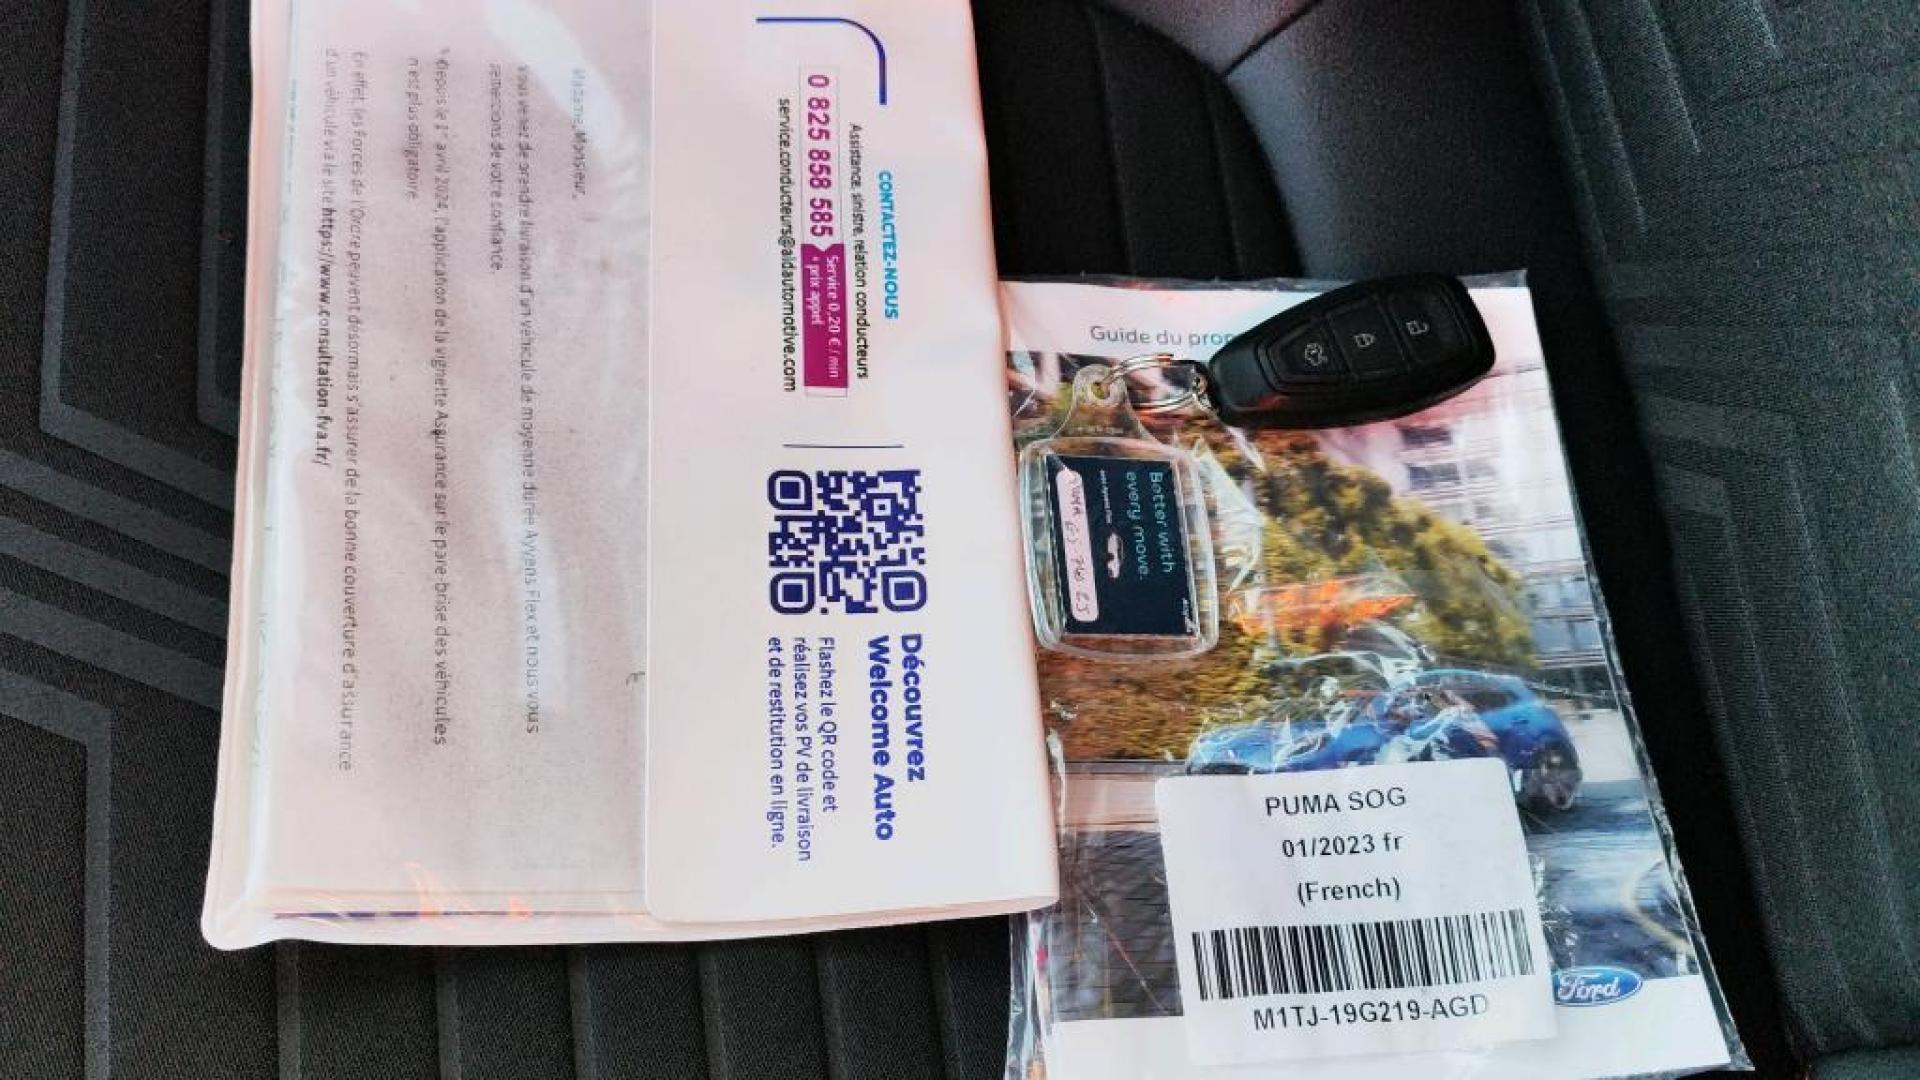 CONTACTEZ-NOUS
Assistance, sinistre, relation conducteurs
0 825 858 585 Service 0,20 € / min
* prix appel
service.conducteurs@aldautomotive.com
Découvrez
Welcome Auto
Flashez le QR code et
réalisez vos PV de livraison
et de restitution en ligne.
Madame, Monsieur,
Vous venez de prendre livraison d'un véhicule de moyenne durée Ayvens Flex et nous vous
remercions de votre confiance.
depuis le 1er avril 2024, l'application de la vignette Assurance sur le pare-brise des véhicules
n'est plus obligatoire.
En effet, les Forces de l'Ordre peuvent désormais s'assurer de la bonne couverture d'assurance
d'un véhicule via le site https://www.consultation-fva.fr/
Guide du prop
Better with
every move.
PUMA SOG
01/2023 fr
(French)
M1TJ-19G219-AGD
Ford